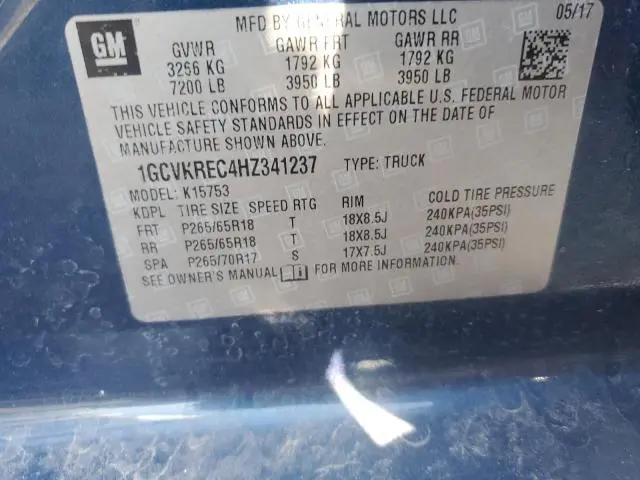 GM
MFD BY GENERAL MOTORS LLC 05/17
GVWR GAWR FRT GAWR RR
3256 KG 1792 KG 1792 KG
7200 LB 3950 LB 3950 LB
THIS VEHICLE CONFORMS TO ALL APPLICABLE U.S. FEDERAL MOTOR
VEHICLE SAFETY STANDARDS IN EFFECT ON THE DATE OF
MANUFACTURE SHOWN ABOVE.
1GCVKREC4HZ341237 TYPE: TRUCK
MODEL: K15753
KDPL TIRE SIZE SPEED RTG RIM COLD TIRE PRESSURE
FRT P265/65R18 T 18X8.5J 240KPA(35PSI)
RR P265/65R18 T 18X8.5J 240KPA(35PSI)
SPA P265/70R17 S 17X7.5J 240KPA(35PSI)
SEE OWNER'S MANUAL FOR MORE INFORMATION.